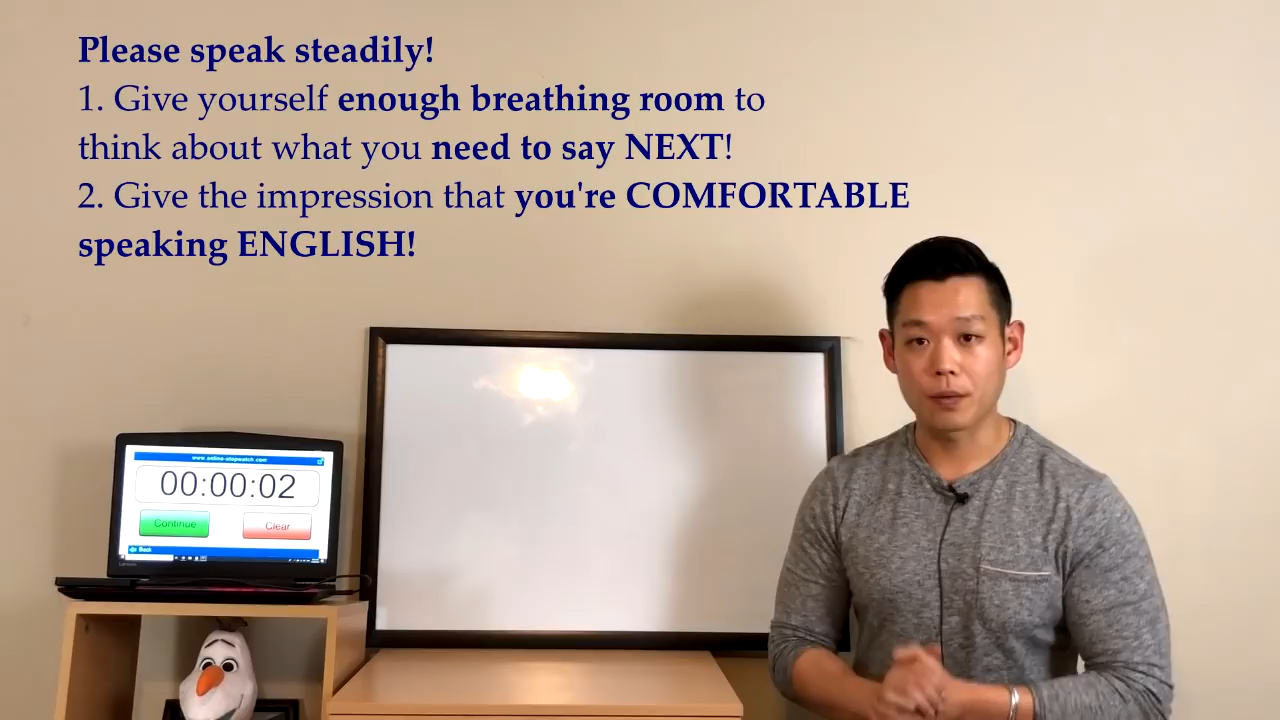 Please speak steadily!
1. Give yourself enough breathing room to
think about what you need to say NEXT!
2. Give the impression that you're COMFORTABLE
speaking ENGLISH!
www.online-stopwatch.com
00:00:02
Continue
Clear
Back
Lenovo